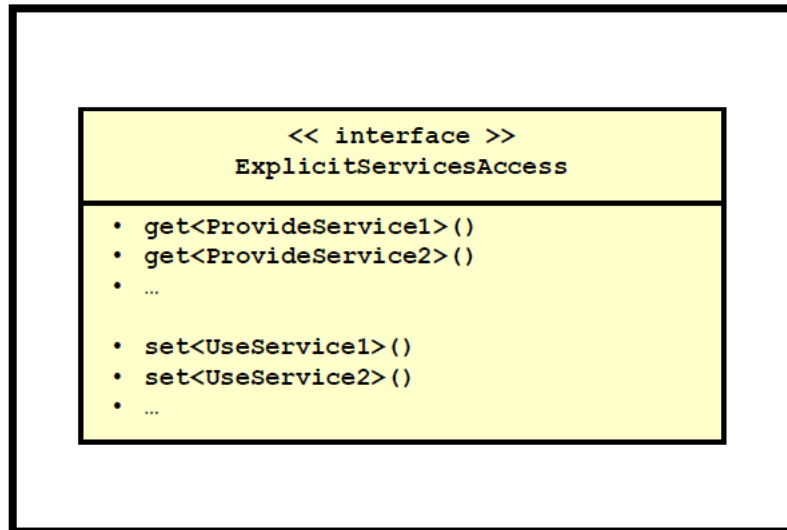 << interface >>
ExplicitServicesAccess
• get<ProvideService1>()
• get<ProvideService2>()
• …
• set<UseService1>()
• set<UseService2>()
• …